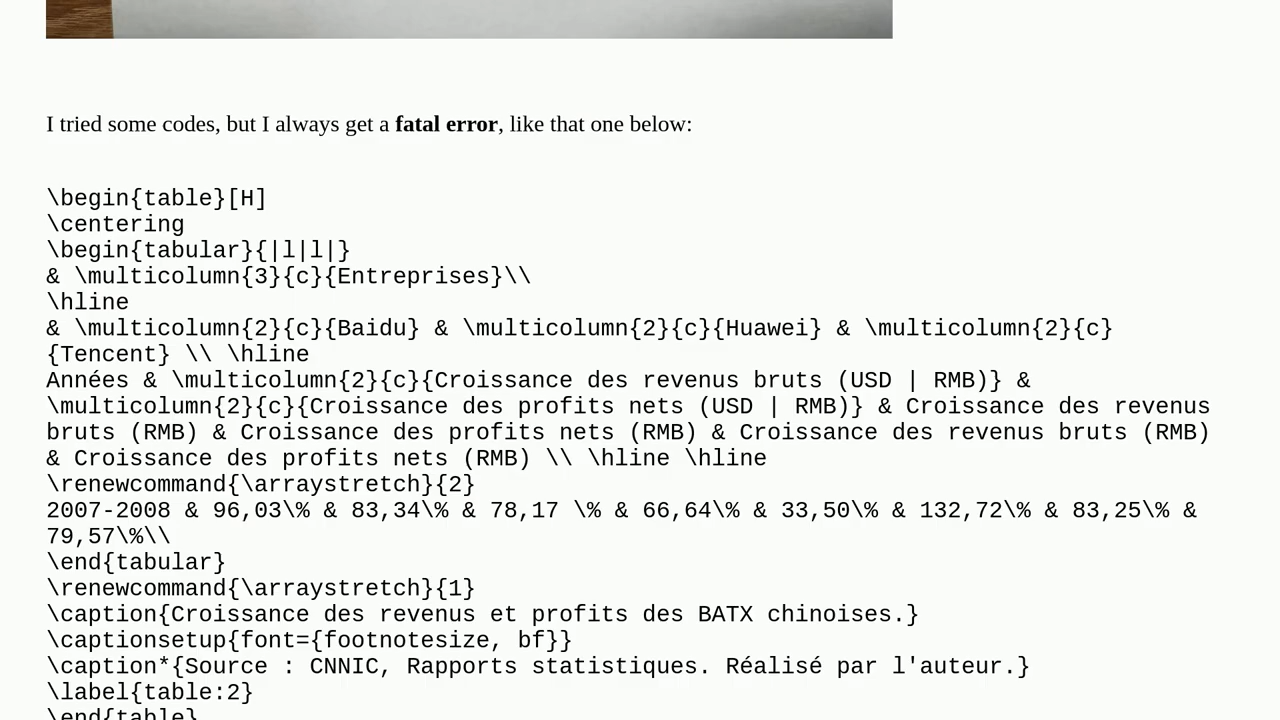 I tried some codes, but I always get a fatal error, like that one below:
\begin{table}[H]
\centering
\begin{tabular}{|l|l|}
& \multicolumn{3}{c}{Entreprises}\\
\hline
& \multicolumn{2}{c}{Baidu} & \multicolumn{2}{c}{Huawei} & \multicolumn{2}{c}
{Tencent} \\ \hline
Années & \multicolumn{2}{c}{Croissance des revenus bruts (USD | RMB)} &
\multicolumn{2}{c}{Croissance des profits nets (USD | RMB)} & Croissance des revenus
bruts (RMB) & Croissance des profits nets (RMB) & Croissance des revenus bruts (RMB)
& Croissance des profits nets (RMB) \\ \hline \hline
\renewcommand{\arraystretch}{2}
2007-2008 & 96,03\% & 83,34\% & 78,17 \% & 66,64\% & 33,50\% & 132,72\% & 83,25\% &
79,57\%\\
\end{tabular}
\renewcommand{\arraystretch}{1}
\caption{Croissance des revenus et profits des BATX chinoises.}
\captionsetup{font={footnotesize, bf}}
\caption*{Source : CNNIC, Rapports statistiques. Réalisé par l'auteur.}
\label{table:2}
\end{table}